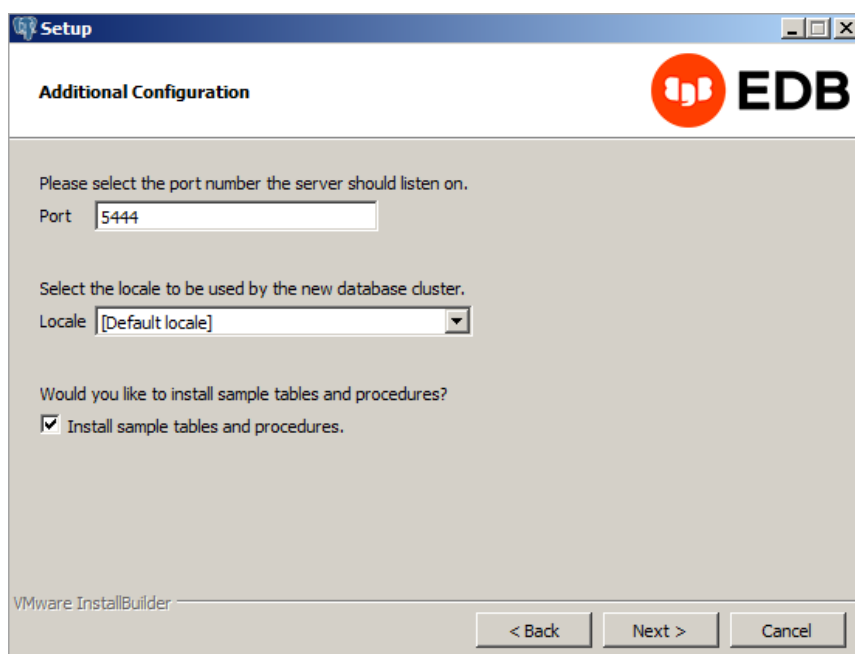 Setup
Additional Configuration
EDB
Please select the port number the server should listen on.
Port 5444
Select the locale to be used by the new database cluster.
Locale [Default locale]
Would you like to install sample tables and procedures?
Install sample tables and procedures.
VMware InstallBuilder
< Back Next > Cancel